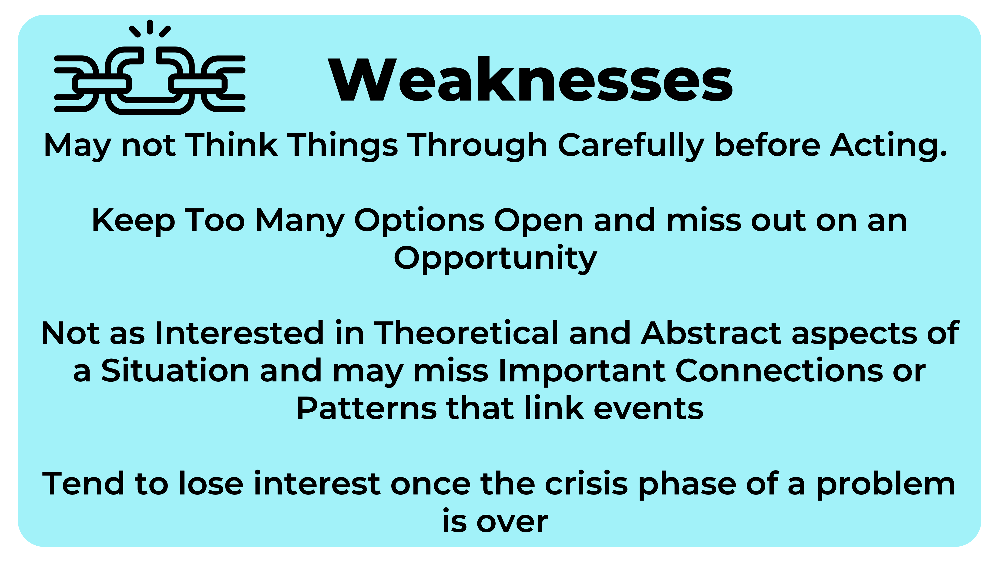 Weaknesses
May not Think Things Through Carefully before Acting.
Keep Too Many Options Open and miss out on an
Opportunity
Not as Interested in Theoretical and Abstract aspects of
a Situation and may miss Important Connections or
Patterns that link events
Tend to lose interest once the crisis phase of a problem
is over